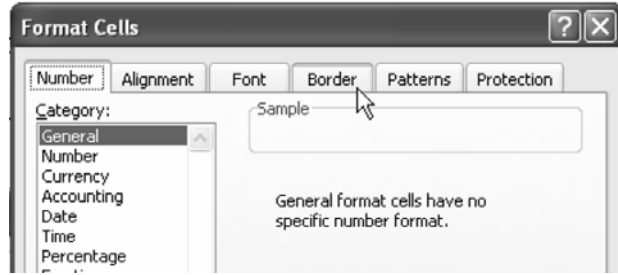 Format Cells
Number Alignment Font Border Patterns Protection
Category:
Sample
General
Number
Currency
Accounting
Date
Time
Percentage
General format cells have no
specific number format.